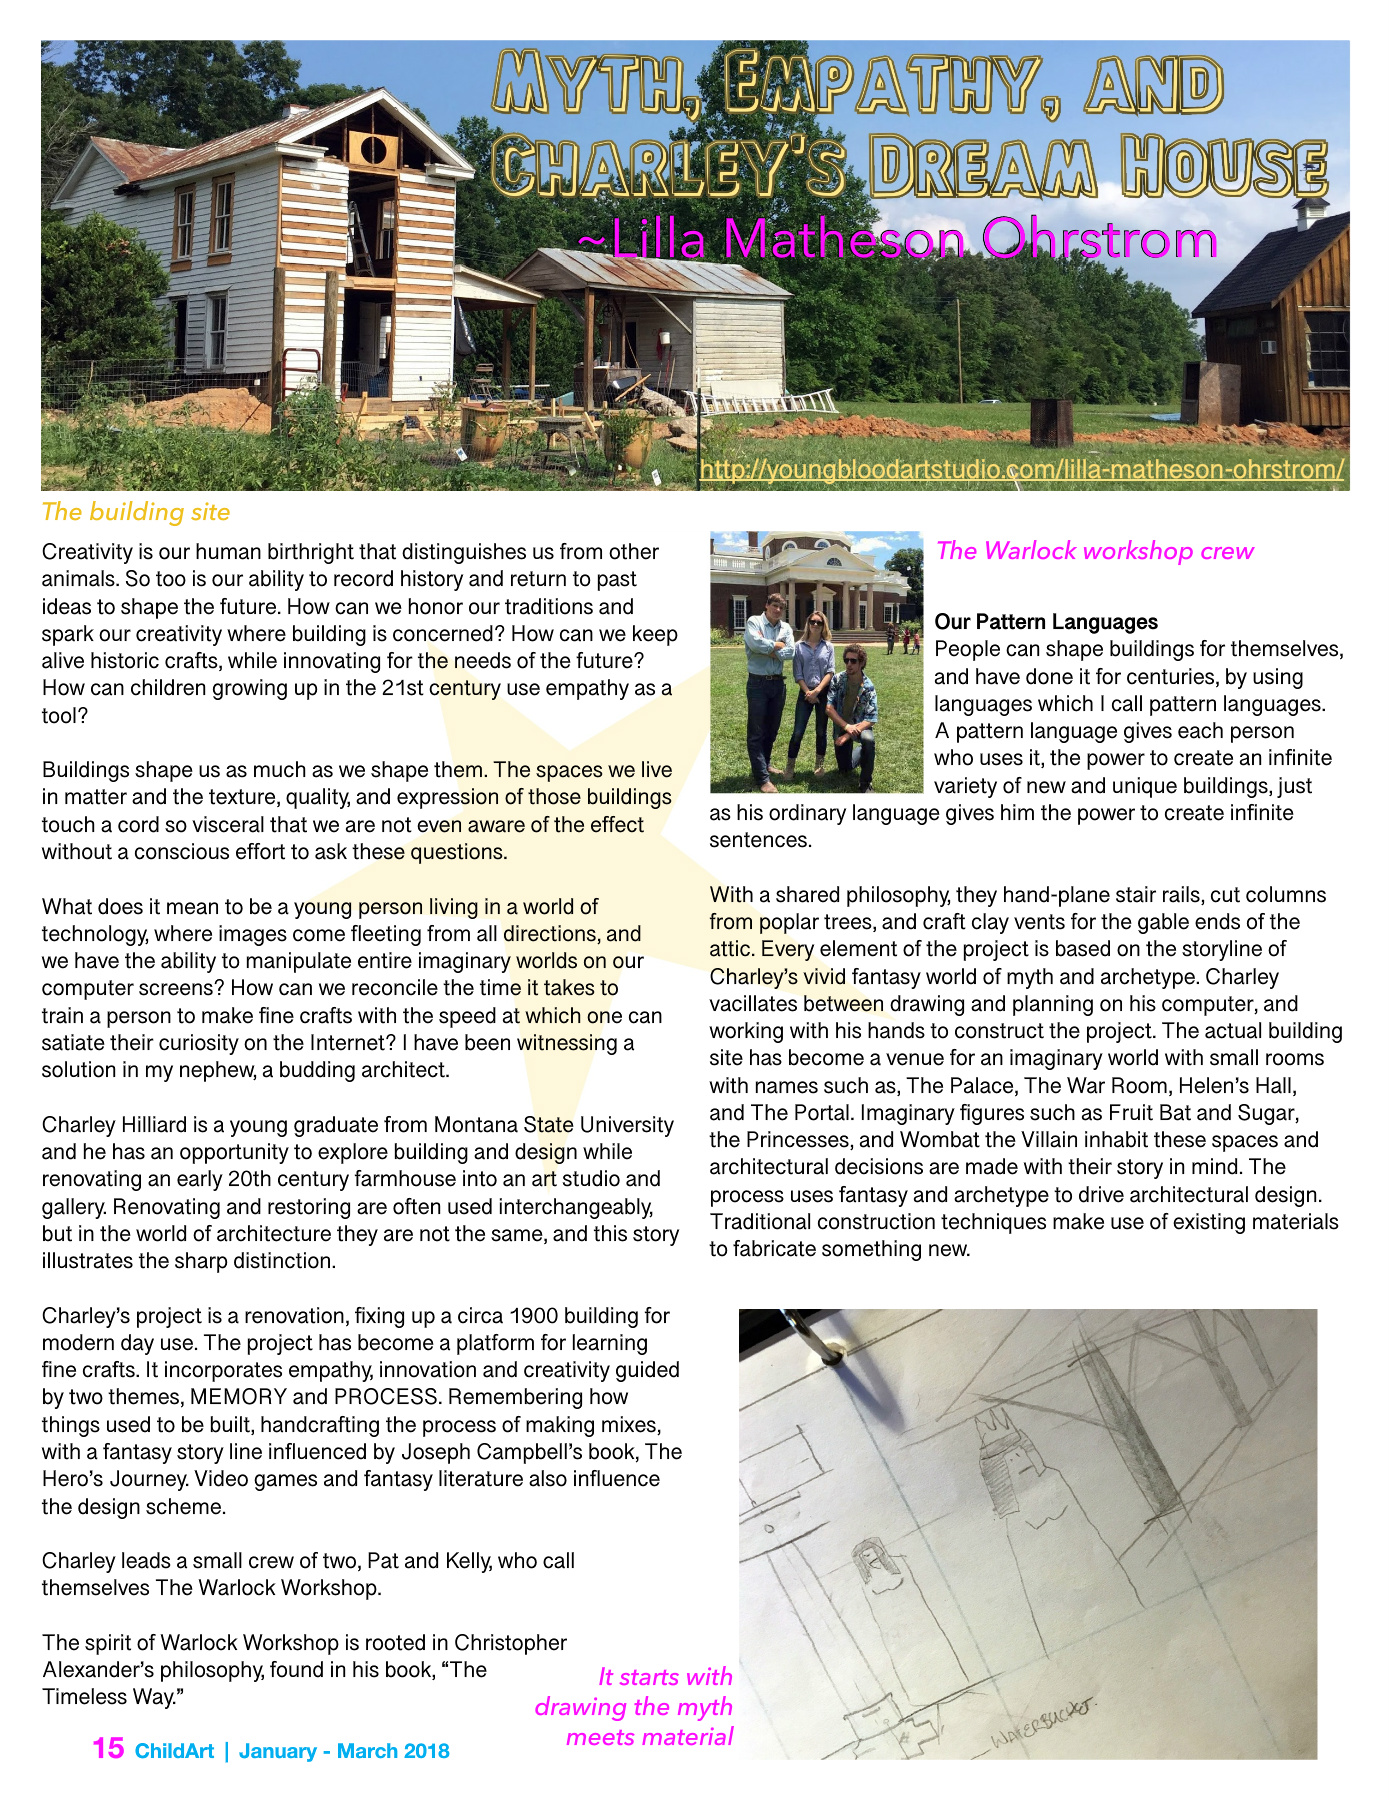 Myth, Empathy, and
Charley's Dream House
~Lilla Matheson Ohrstrom
http://youngbloodartstudio.com/lilla-matheson-ohrstrom/
The building site
Creativity is our human birthright that distinguishes us from other
animals. So too is our ability to record history and return to past
ideas to shape the future. How can we honor our traditions and
spark our creativity where building is concerned? How can we keep
alive historic crafts, while innovating for the needs of the future?
How can children growing up in the 21st century use empathy as a
tool?
Buildings shape us as much as we shape them. The spaces we live
in matter and the texture, quality, and expression of those buildings
touch a cord so visceral that we are not even aware of the effect
without a conscious effort to ask these questions.
What does it mean to be a young person living in a world of
technology, where images come fleeting from all directions, and
we have the ability to manipulate entire imaginary worlds on our
computer screens? How can we reconcile the time it takes to
train a person to make fine crafts with the speed at which one can
satiate their curiosity on the Internet? I have been witnessing a
solution in my nephew, a budding architect.
Charley Hilliard is a young graduate from Montana State University
and he has an opportunity to explore building and design while
renovating an early 20th century farmhouse into an art studio and
gallery. Renovating and restoring are often used interchangeably,
but in the world of architecture they are not the same, and this story
illustrates the sharp distinction.
Charley's project is a renovation, fixing up a circa 1900 building for
modern day use. The project has become a platform for learning
fine crafts. It incorporates empathy, innovation and creativity guided
by two themes, MEMORY and PROCESS. Remembering how
things used to be built, handcrafting the process of making mixes,
with a fantasy story line influenced by Joseph Campbell's book, The
Hero's Journey. Video games and fantasy literature also influence
the design scheme.
Charley leads a small crew of two, Pat and Kelly, who call
themselves The Warlock Workshop.
The spirit of Warlock Workshop is rooted in Christopher
Alexander's philosophy, found in his book, "The
Timeless Way."
The Warlock workshop crew
Our Pattern Languages
People can shape buildings for themselves,
and have done it for centuries, by using
languages which I call pattern languages.
A pattern language gives each person
who uses it, the power to create an infinite
variety of new and unique buildings, just
as his ordinary language gives him the power to create infinite
sentences.
With a shared philosophy, they hand-plane stair rails, cut columns
from poplar trees, and craft clay vents for the gable ends of the
attic. Every element of the project is based on the storyline of
Charley's vivid fantasy world of myth and archetype. Charley
vacillates between drawing and planning on his computer, and
working with his hands to construct the project. The actual building
site has become a venue for an imaginary world with small rooms
with names such as, The Palace, The War Room, Helen's Hall,
and The Portal. Imaginary figures such as Fruit Bat and Sugar,
the Princesses, and Wombat the Villain inhabit these spaces and
architectural decisions are made with their story in mind. The
process uses fantasy and archetype to drive architectural design.
Traditional construction techniques make use of existing materials
to fabricate something new.
It starts with
drawing the myth
meets material
WATERBUCKET.
15 ChildArt | January - March 2018